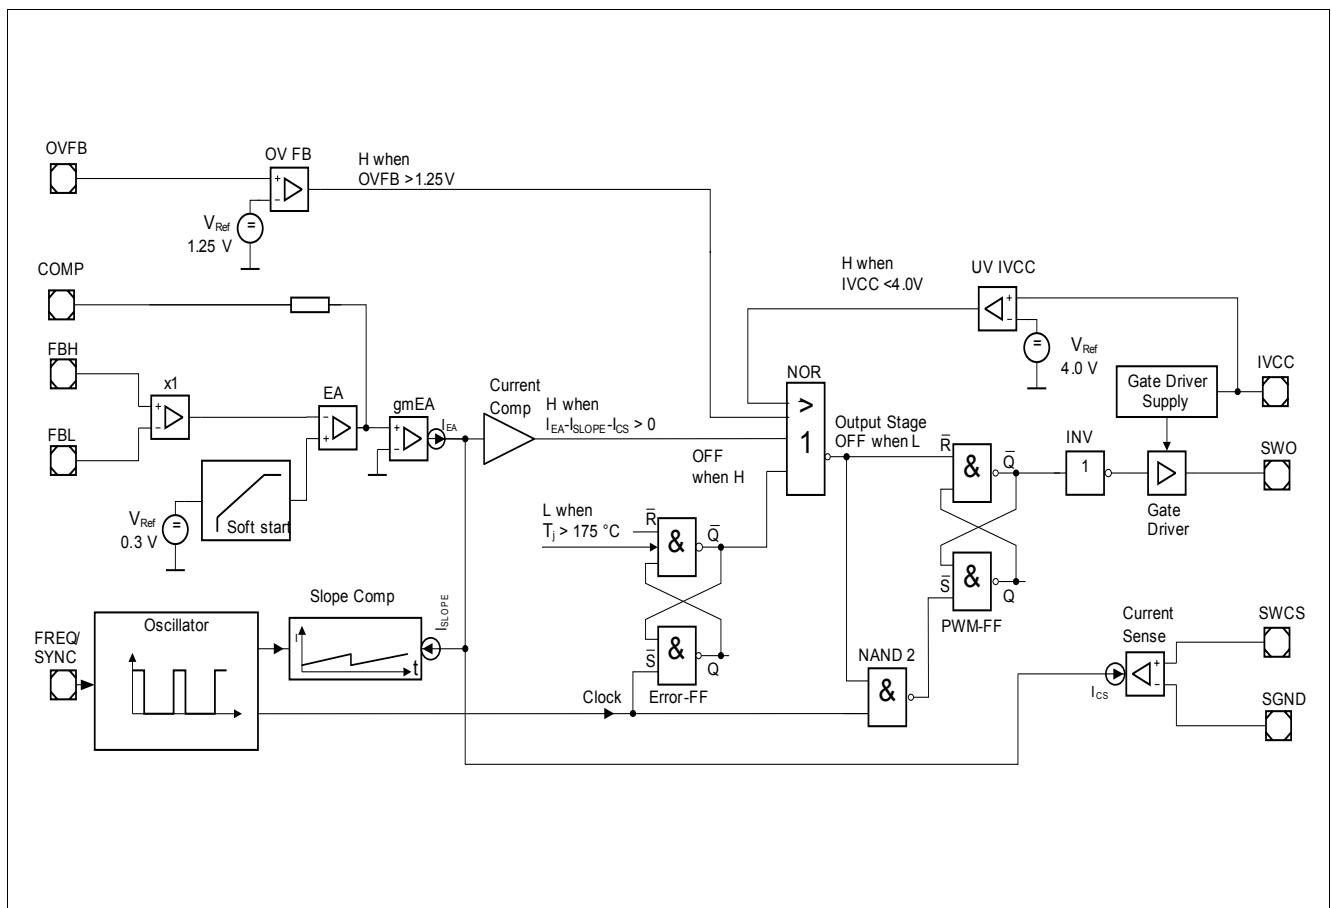 OVFB
OV FB
H when
OVFB >1.25V
+
−
=
VRef
1.25 V
COMP
H when
IVCC <4.0V
UV IVCC
+
−
=
VRef
4.0 V
FBH
FBL
x1
+
−
EA
−
+
gmEA
+
−
IEA
Current
Comp
H when
IEA-ISLOPE-ICS > 0
NOR
>
1
OFF
when H
Output Stage
OFF when L
Gate Driver
Supply
IVCC
R
&
Q
INV
1
SWO
Gate
Driver
S
&
Q
PWM-FF
Soft start
=
VRef
0.3 V
L when
Tj > 175 °C
R
&
Q
S
&
Q
Error-FF
Oscillator
FREQ/
SYNC
Slope Comp
I
t
ISLOPE
Clock
NAND 2
&
Current
Sense
+
−
ICS
SWCS
SGND